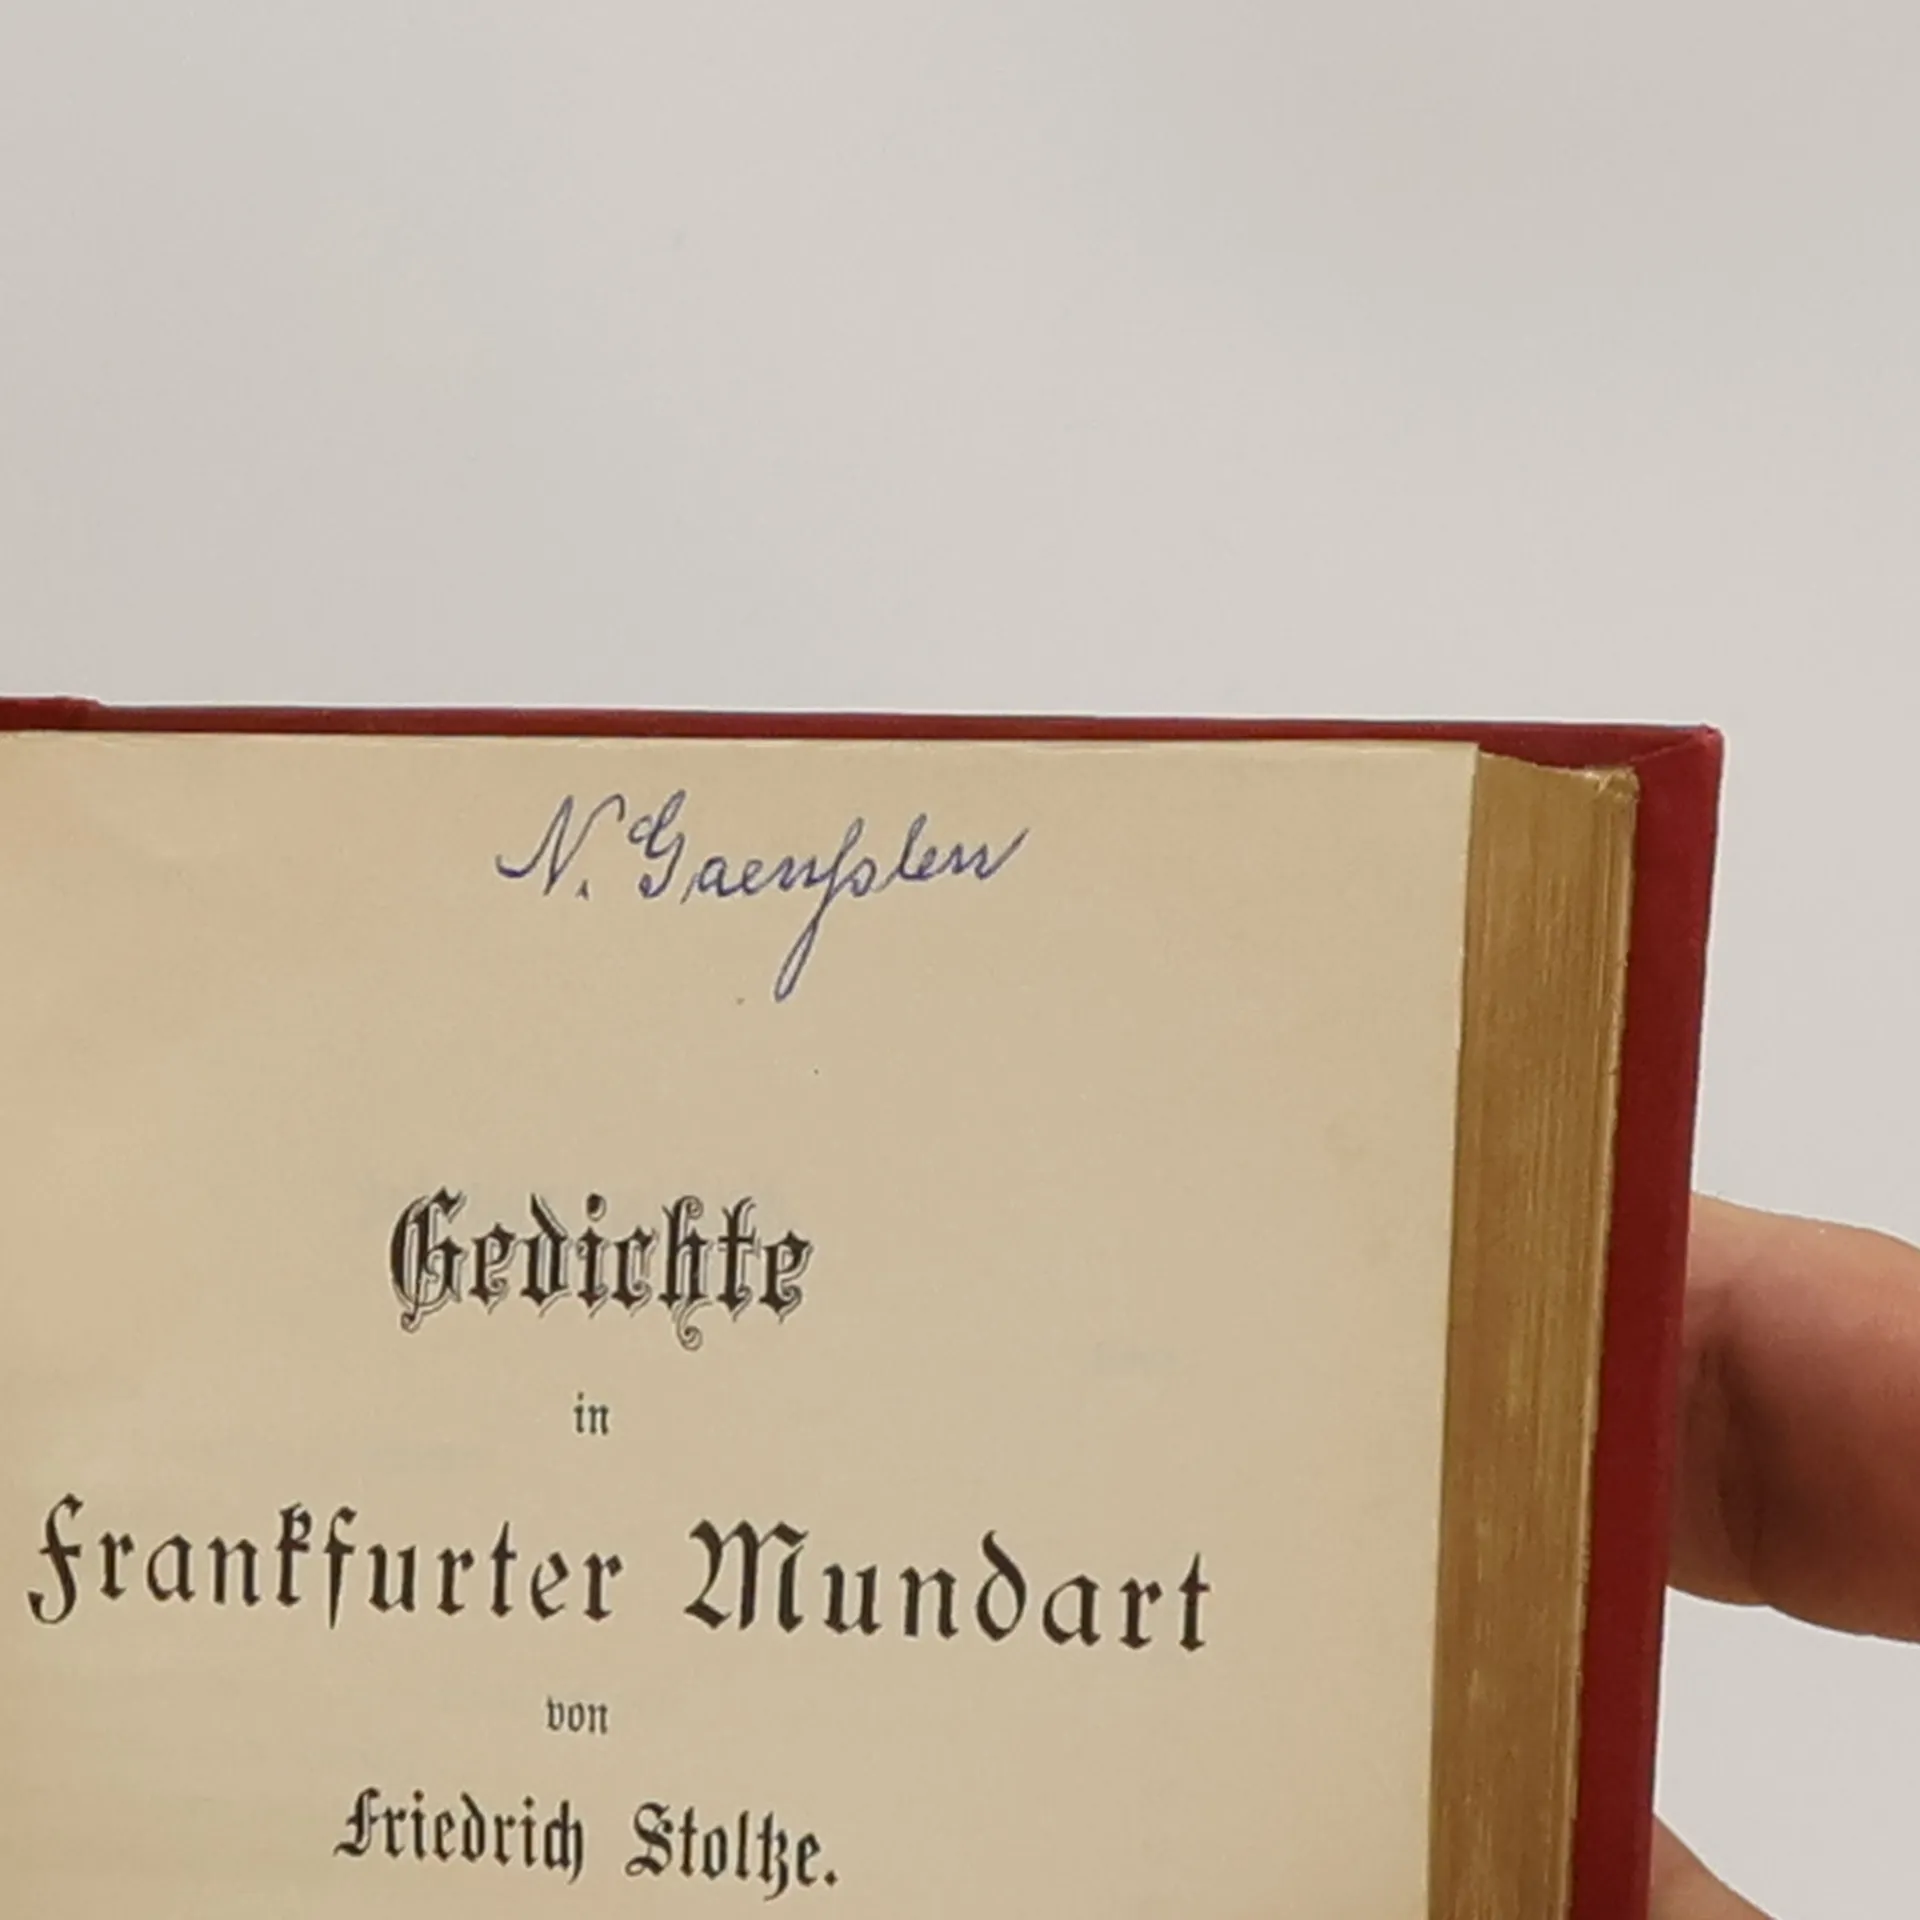 N. Gaenßlen
Gedichte
in
Frankfurter Mundart
von
Friedrich Stoltze.